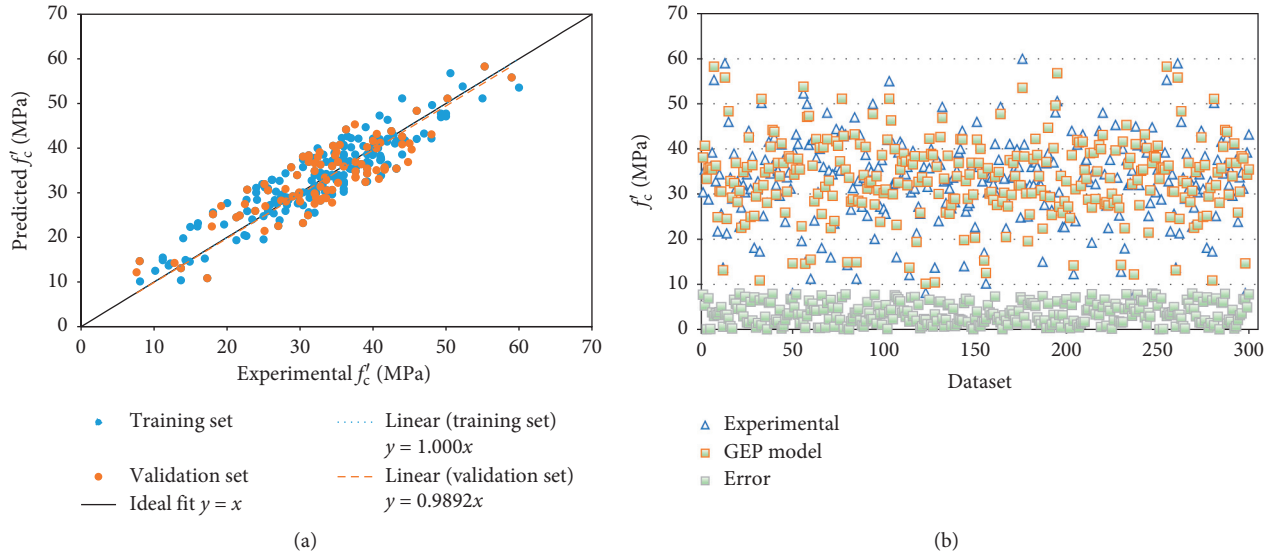 70
60
50
40
30
20
10
0
Predicted f′c (MPa)
0 10 20 30 40 50 60 70
Experimental f′c (MPa)
Training set
Linear (training set)
y = 1.000x
Validation set
Linear (validation set)
y = 0.9892x
Ideal fit y = x
(a)
70
60
50
40
30
20
10
0
f′c (MPa)
0 50 100 150 200 250 300
Dataset
Experimental
GEP model
Error
(b)